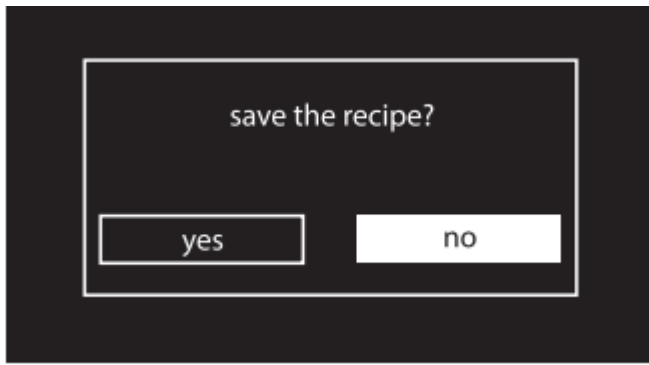 save the recipe?
yes no